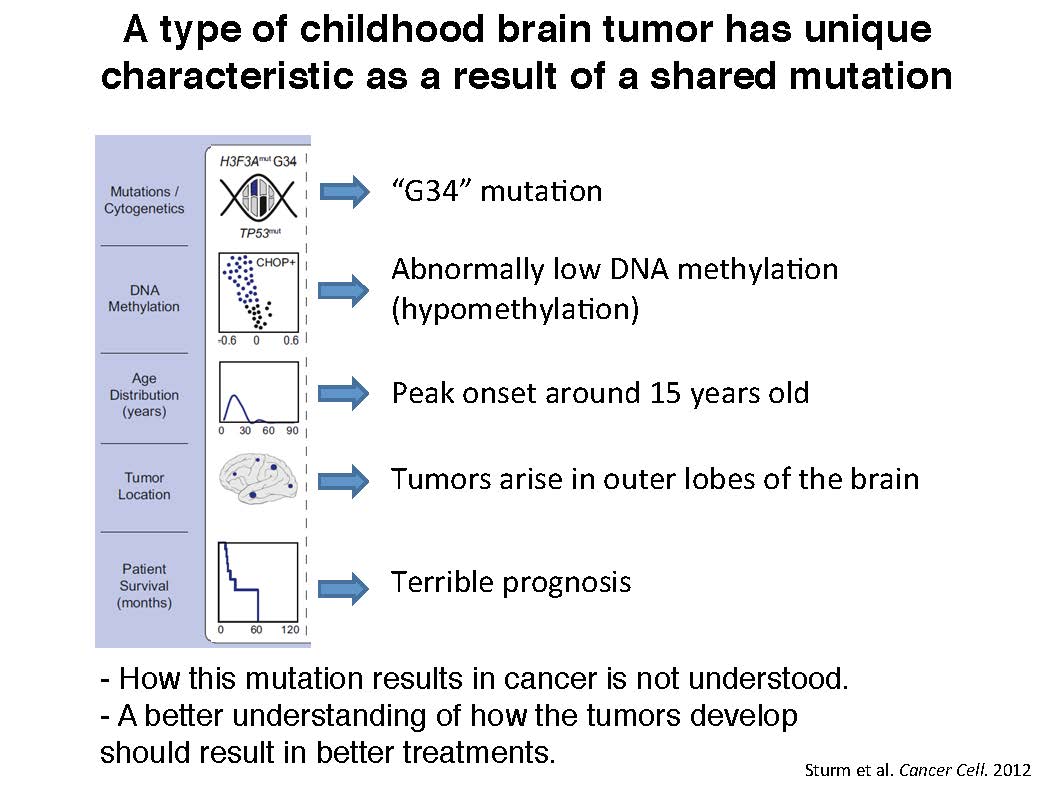 A type of childhood brain tumor has unique
characteristic as a result of a shared mutation
Mutations /
Cytogenetics
H3F3Amut G34
TP53mut
“G34” mutation
DNA
Methylation
CHOP+
-0.6 0 0.6
Abnormally low DNA methylation
(hypomethylation)
Age
Distribution
(years)
0 30 60 90
Peak onset around 15 years old
Tumor
Location
Tumors arise in outer lobes of the brain
Patient
Survival
(months)
0 60 120
Terrible prognosis
- How this mutation results in cancer is not understood.
- A better understanding of how the tumors develop
should result in better treatments.
Sturm et al. Cancer Cell. 2012